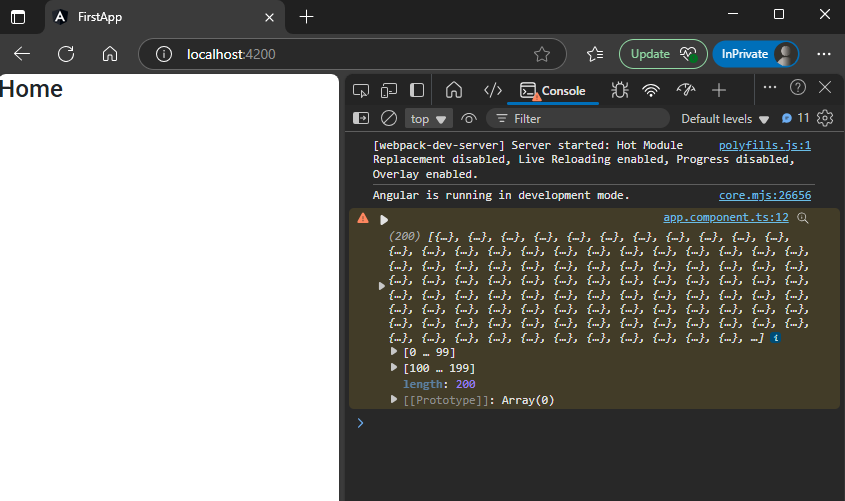 FirstApp
localhost:4200
Update
InPrivate
Home
Console
top
Filter
Default levels
11
[webpack-dev-server] Server started: Hot Module polyfills.js:1
Replacement disabled, Live Reloading enabled, Progress disabled,
Overlay enabled.
Angular is running in development mode. core.mjs:26656
app.component.ts:12
(200) [{…}, {…}, {…}, {…}, {…}, {…}, {…}, {…}, {…}, {…}, {…},
{…}, {…}, {…}, {…}, {…}, {…}, {…}, {…}, {…}, {…}, {…}, {…}, {…},
{…}, {…}, {…}, {…}, {…}, {…}, {…}, {…}, {…}, {…}, {…}, {…}, {…},
{…}, {…}, {…}, {…}, {…}, {…}, {…}, {…}, {…}, {…}, {…}, {…}, {…},
{…}, {…}, {…}, {…}, {…}, {…}, {…}, {…}, {…}, {…}, {…}, {…}, {…},
{…}, {…}, {…}, {…}, {…}, {…}, {…}, {…}, {…}, {…}, {…}, {…}, {…},
{…}, {…}, {…}, {…}, {…}, {…}, {…}, {…}, {…}, {…}, {…}, {…}, {…},
{…}, {…}, {…}, {…}, {…}, {…}, {…}, {…}, {…}, {…}, {…}, …]
[0 … 99]
[100 … 199]
length: 200
[[Prototype]]: Array(0)